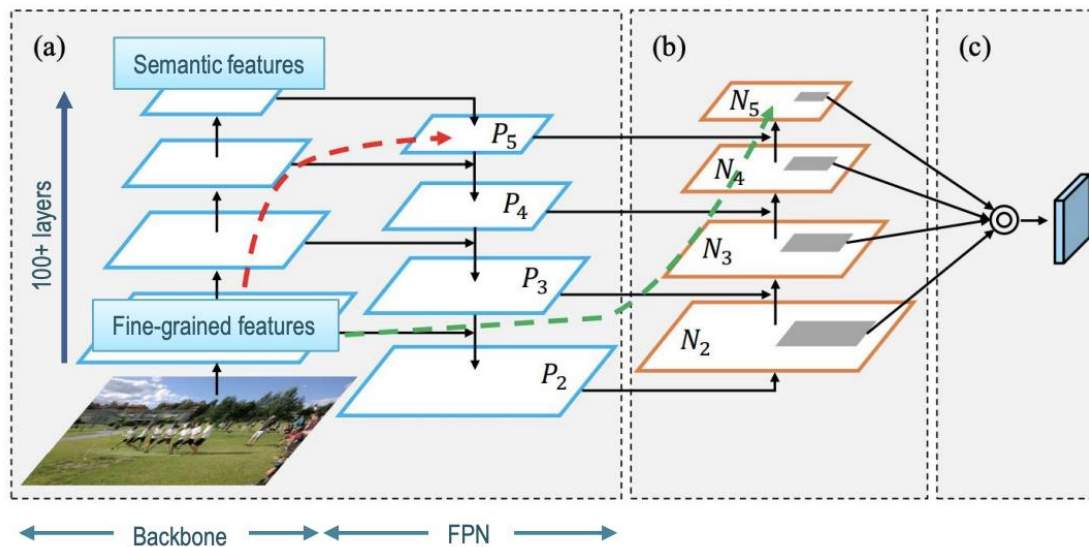 (a)
(b)
(c)
Semantic features
100+ layers
Fine-grained features
P5
P4
P3
P2
N5
N4
N3
N2
Backbone
FPN